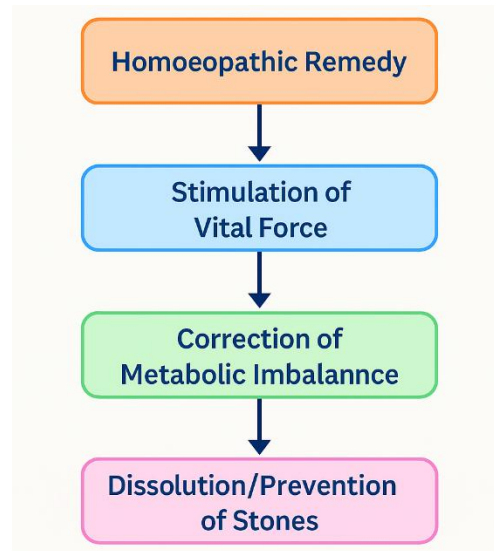 Homoeopathic Remedy
Stimulation of
Vital Force
Correction of
Metabolic Imbalannce
Dissolution/Prevention
of Stones